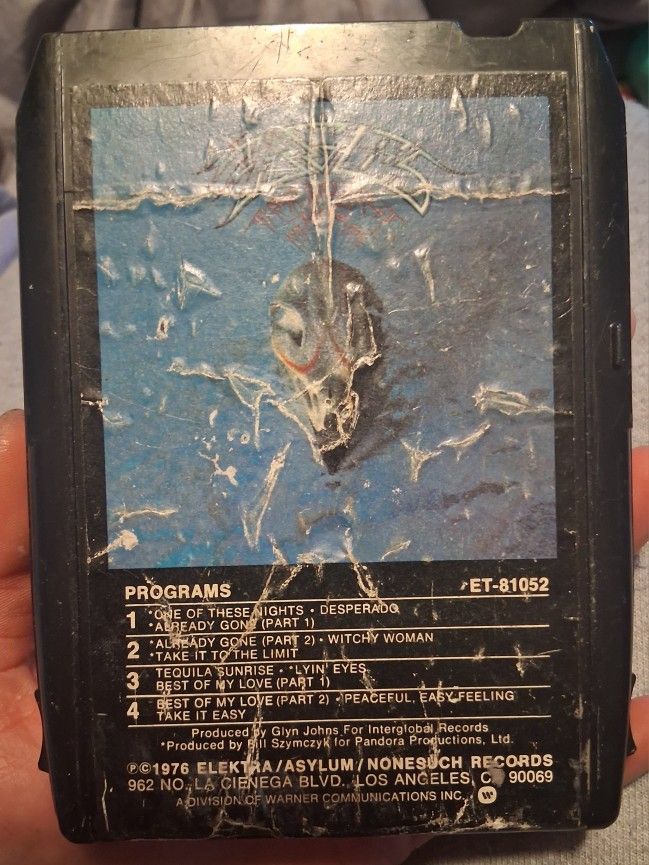 PROGRAMS ET-81052
1 *ONE OF THESE NIGHTS • DESPERADO
*ALREADY GONE (PART 1)
2 *ALREADY GONE (PART 2) • WITCHY WOMAN
*TAKE IT TO THE LIMIT
3 TEQUILA SUNRISE • *LYIN' EYES
BEST OF MY LOVE (PART 1)
4 BEST OF MY LOVE (PART 2) • PEACEFUL, EASY FEELING
TAKE IT EASY
Produced by Glyn Johns For Interglobal Records
*Produced by Bill Szymczyk for Pandora Productions, Ltd.
℗©1976 ELEKTRA/ASYLUM/NONESUCH RECORDS
962 NO. LA CIENEGA BLVD. LOS ANGELES, CA 90069
A DIVISION OF WARNER COMMUNICATIONS INC.